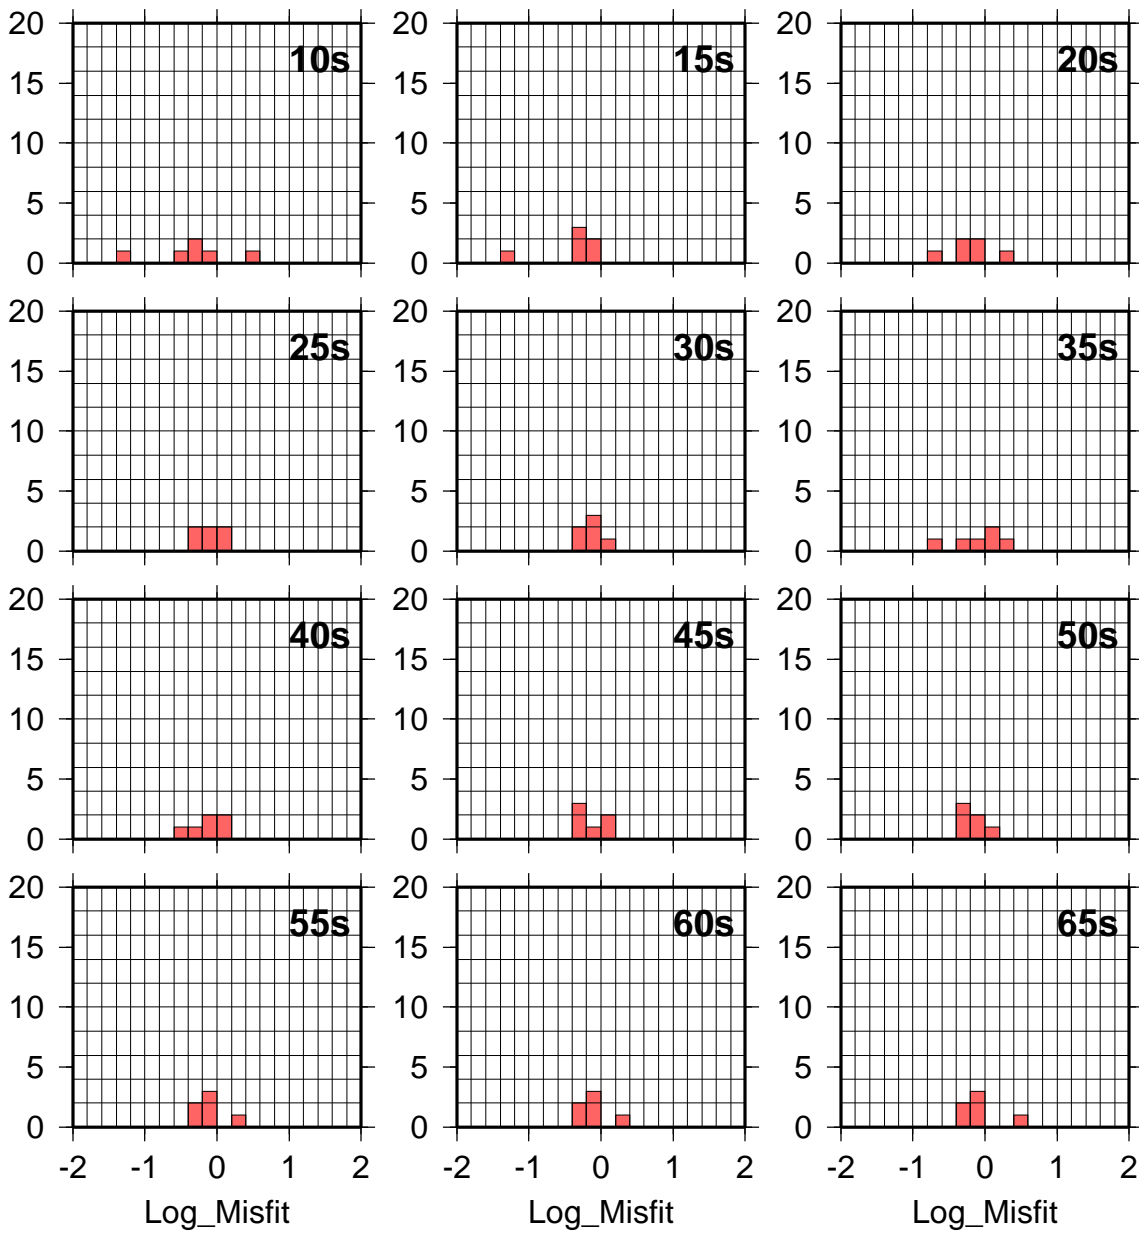 20 15 10 5 0 10s
20 15 10 5 0 15s
20 15 10 5 0 20s
20 15 10 5 0 25s
20 15 10 5 0 30s
20 15 10 5 0 35s
20 15 10 5 0 40s
20 15 10 5 0 45s
20 15 10 5 0 50s
20 15 10 5 0 55s
-2 -1 0 1 2
Log_Misfit
20 15 10 5 0 60s
-2 -1 0 1 2
Log_Misfit
20 15 10 5 0 65s
-2 -1 0 1 2
Log_Misfit